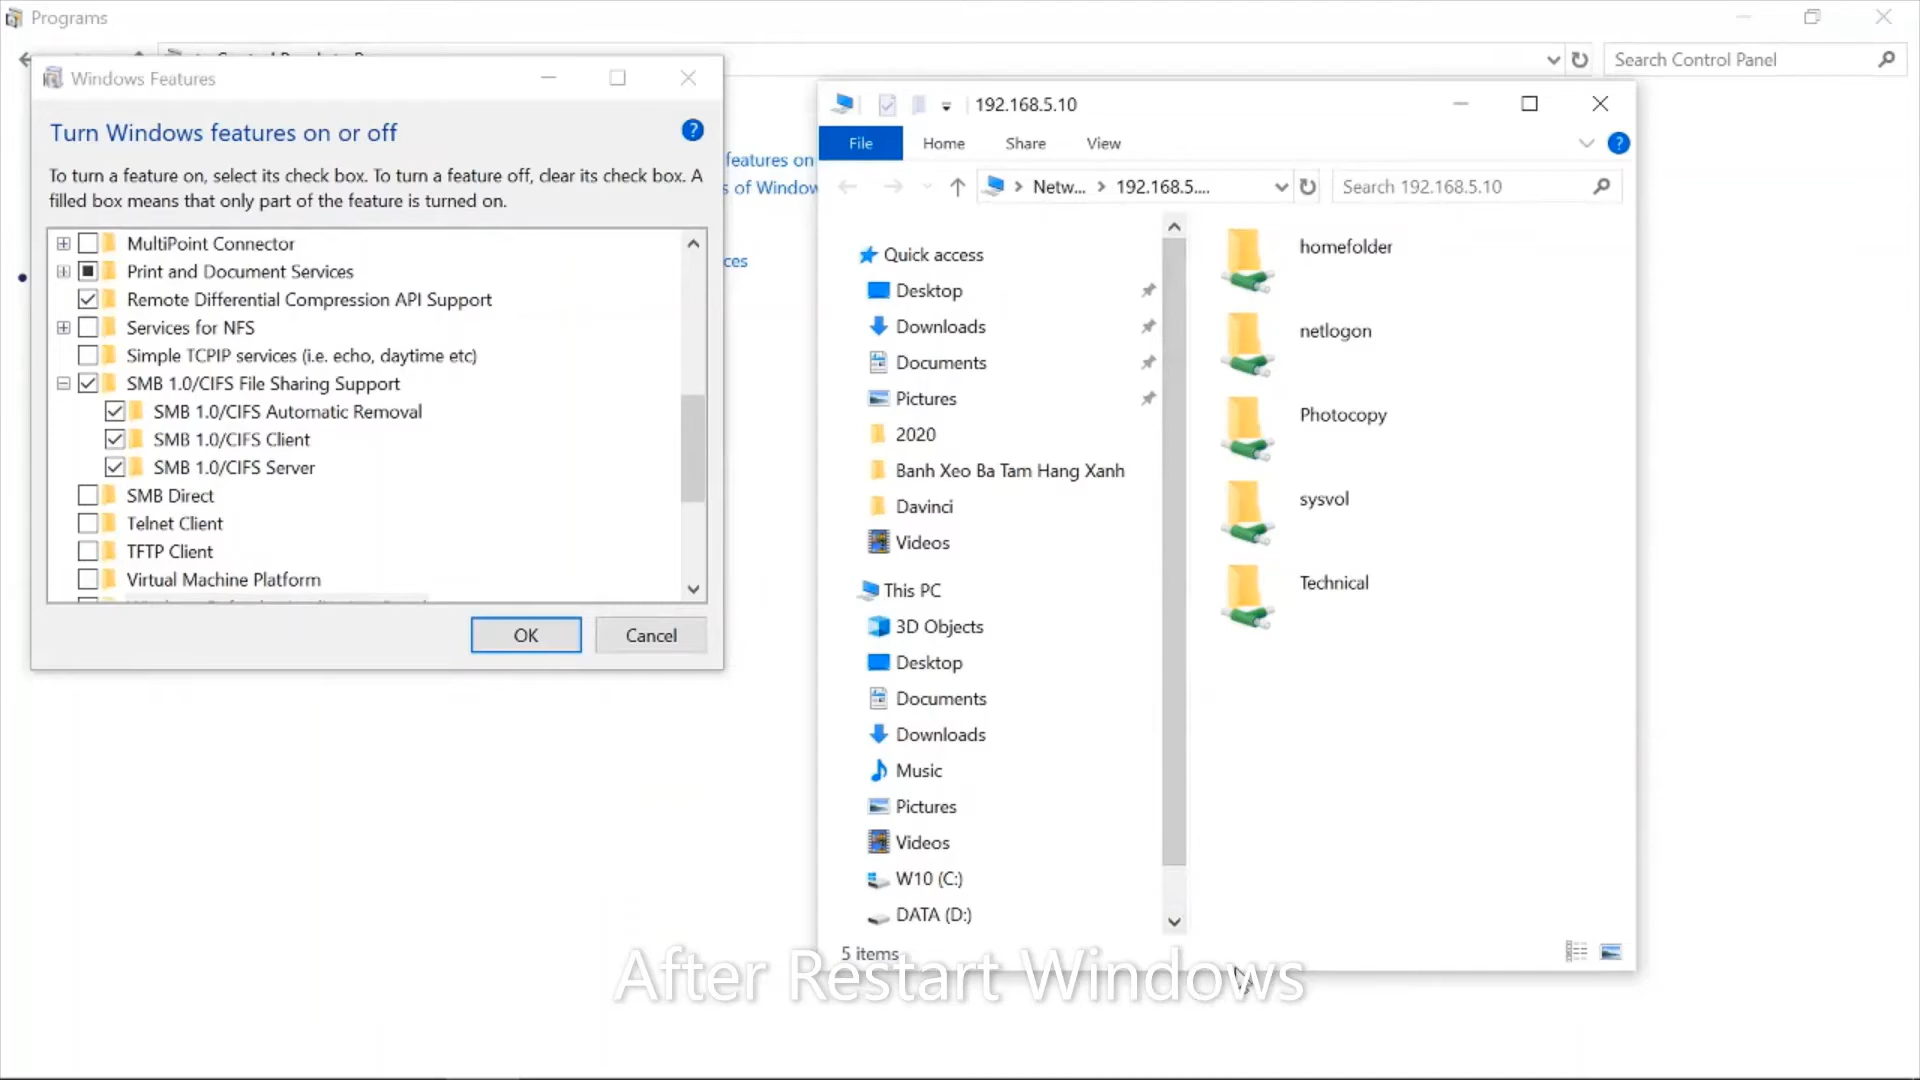 Programs
Search Control Panel
Windows Features
Turn Windows features on or off
To turn a feature on, select its check box. To turn a feature off, clear its check box. A
filled box means that only part of the feature is turned on.
MultiPoint Connector
Print and Document Services
Remote Differential Compression API Support
Services for NFS
Simple TCPIP services (i.e. echo, daytime etc)
SMB 1.0/CIFS File Sharing Support
SMB 1.0/CIFS Automatic Removal
SMB 1.0/CIFS Client
SMB 1.0/CIFS Server
SMB Direct
Telnet Client
TFTP Client
Virtual Machine Platform
OK
Cancel
features on
s of Window
ces
192.168.5.10
File
Home
Share
View
Netw...
192.168.5....
Search 192.168.5.10
Quick access
Desktop
Downloads
Documents
Pictures
2020
Banh Xeo Ba Tam Hang Xanh
Davinci
Videos
This PC
3D Objects
Desktop
Documents
Downloads
Music
Pictures
Videos
W10 (C:)
DATA (D:)
homefolder
netlogon
Photocopy
sysvol
Technical
5 items
After Restart Windows